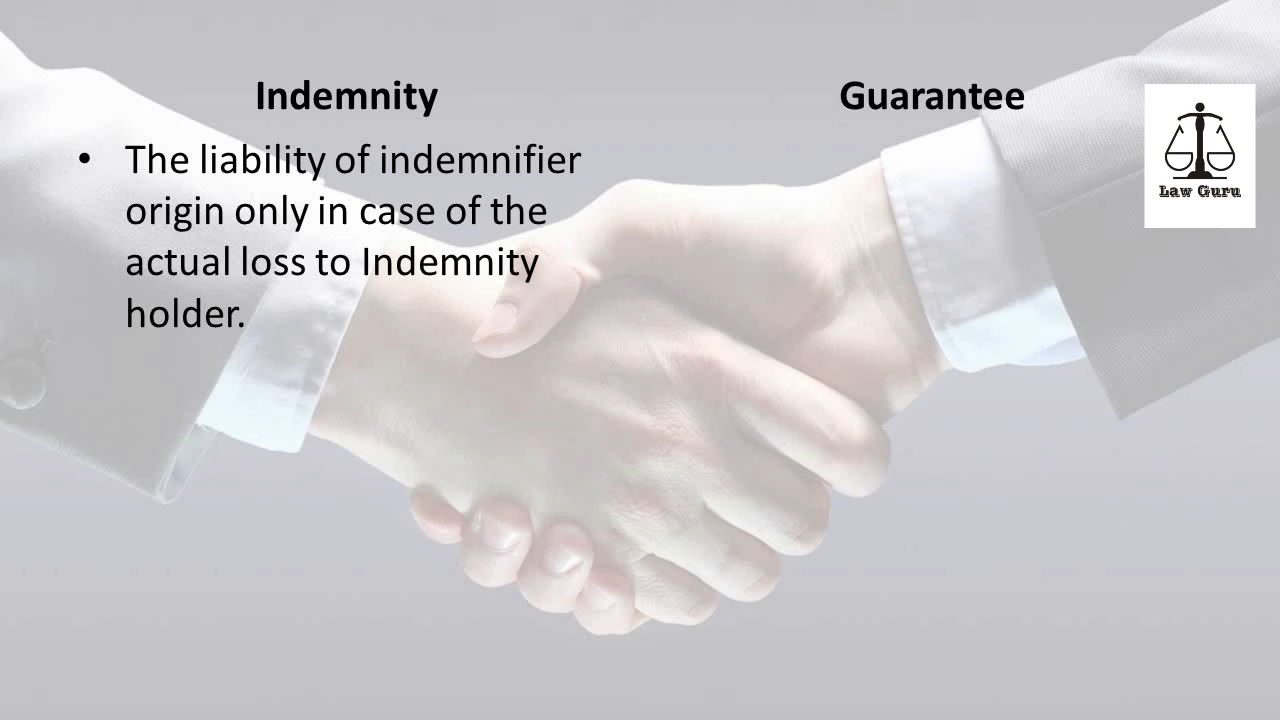 Indemnity
Guarantee
• The liability of indemnifier
origin only in case of the
actual loss to Indemnity
holder.
Law Guru